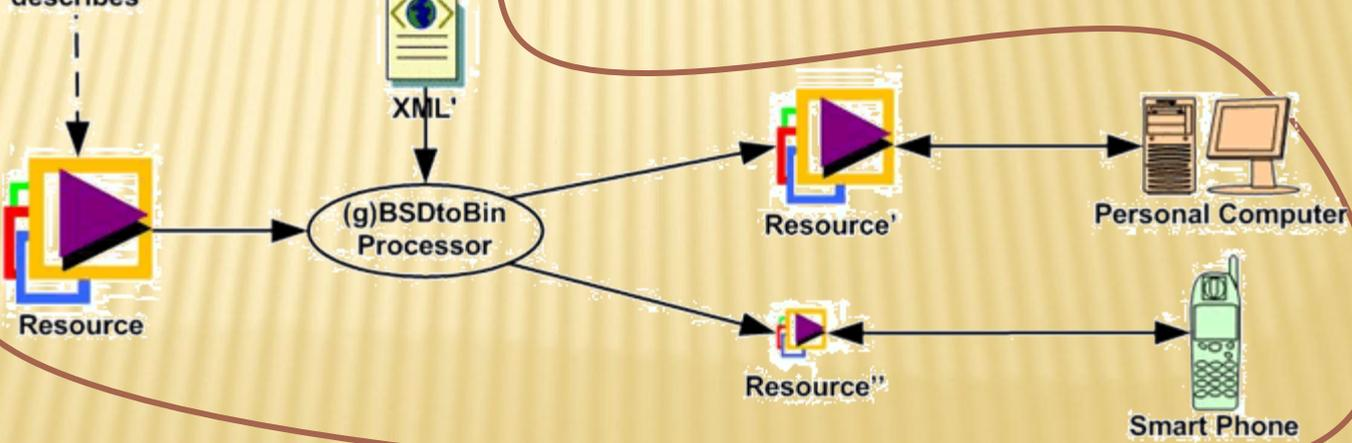 describes
XML'
(g)BSDtoBin
Processor
Resource'
Personal Computer
Resource
Resource''
Smart Phone